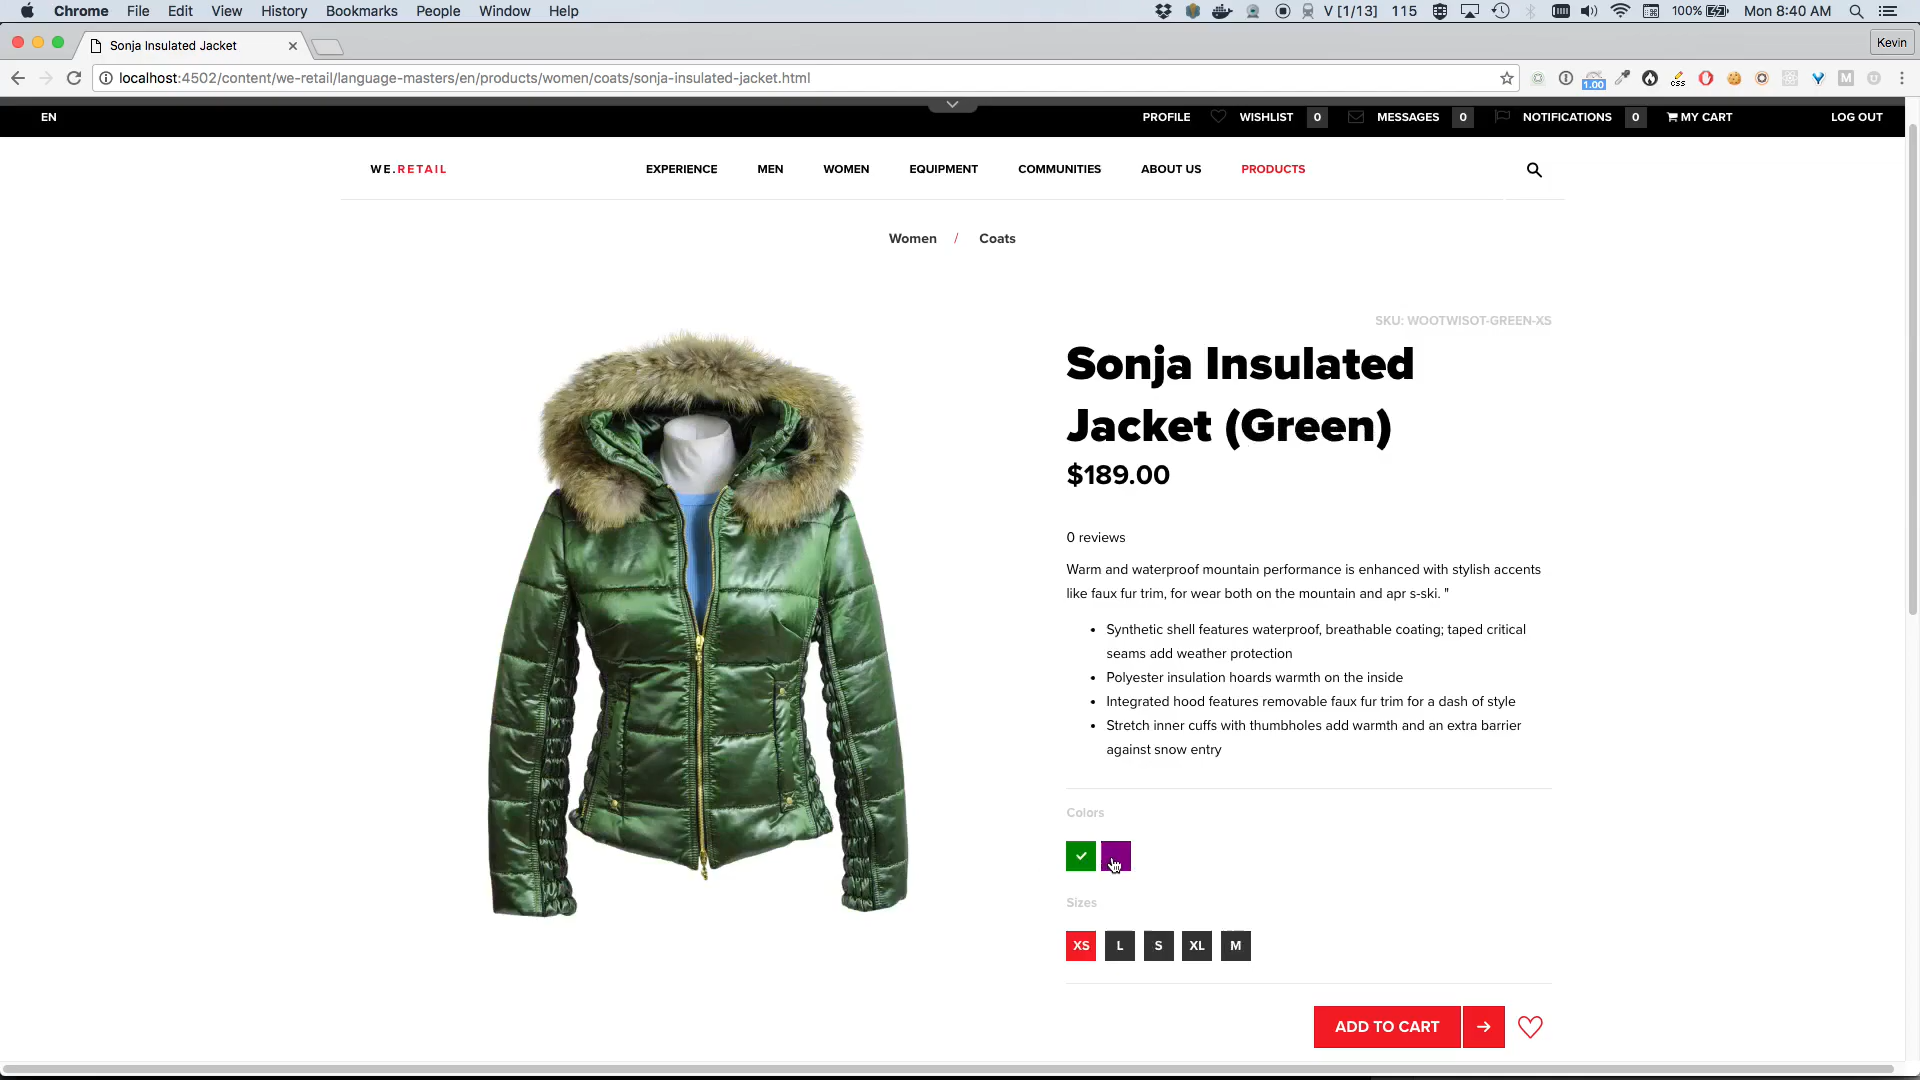 Chrome File Edit View History Bookmarks People Window Help V [1/13] 115 100% Mon 8:40 AM
Sonja Insulated Jacket Kevin
localhost:4502/content/we-retail/language-masters/en/products/women/coats/sonja-insulated-jacket.html 1.00 css M
EN PROFILE WISHLIST 0 MESSAGES 0 NOTIFICATIONS 0 MY CART LOG OUT
WE.RETAIL EXPERIENCE MEN WOMEN EQUIPMENT COMMUNITIES ABOUT US PRODUCTS
Women / Coats
SKU: WOOTWISOT-GREEN-XS
Sonja Insulated
Jacket (Green)
$189.00
0 reviews
Warm and waterproof mountain performance is enhanced with stylish accents
like faux fur trim, for wear both on the mountain and apr s-ski. "
• Synthetic shell features waterproof, breathable coating; taped critical
seams add weather protection
• Polyester insulation hoards warmth on the inside
• Integrated hood features removable faux fur trim for a dash of style
• Stretch inner cuffs with thumbholes add warmth and an extra barrier
against snow entry
Colors
Sizes
XS L S XL M
ADD TO CART